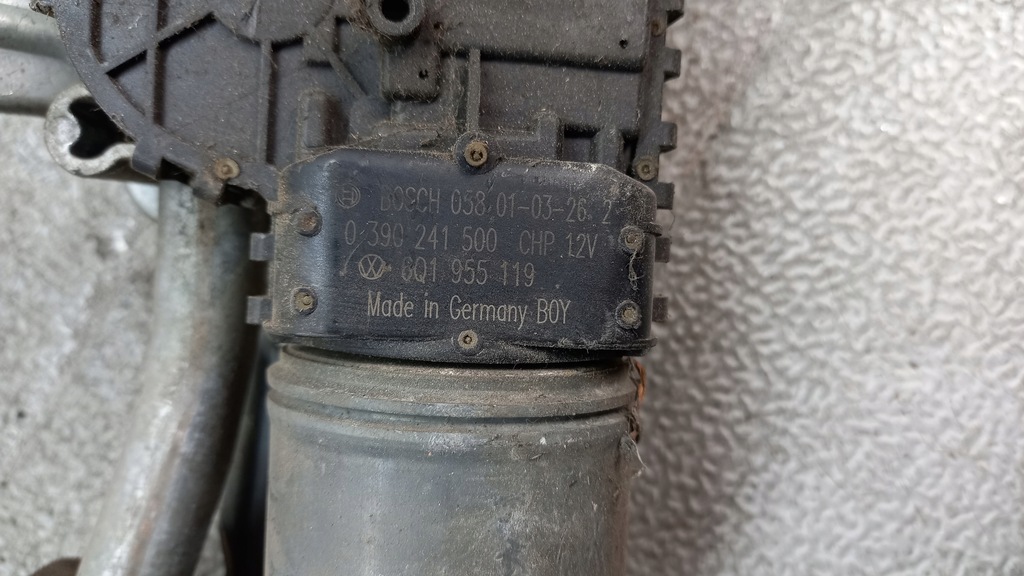 BOSCH 058 01-03-26 2
0 390 241 500 CHP 12V
6Q1 955 119
Made in Germany BOY